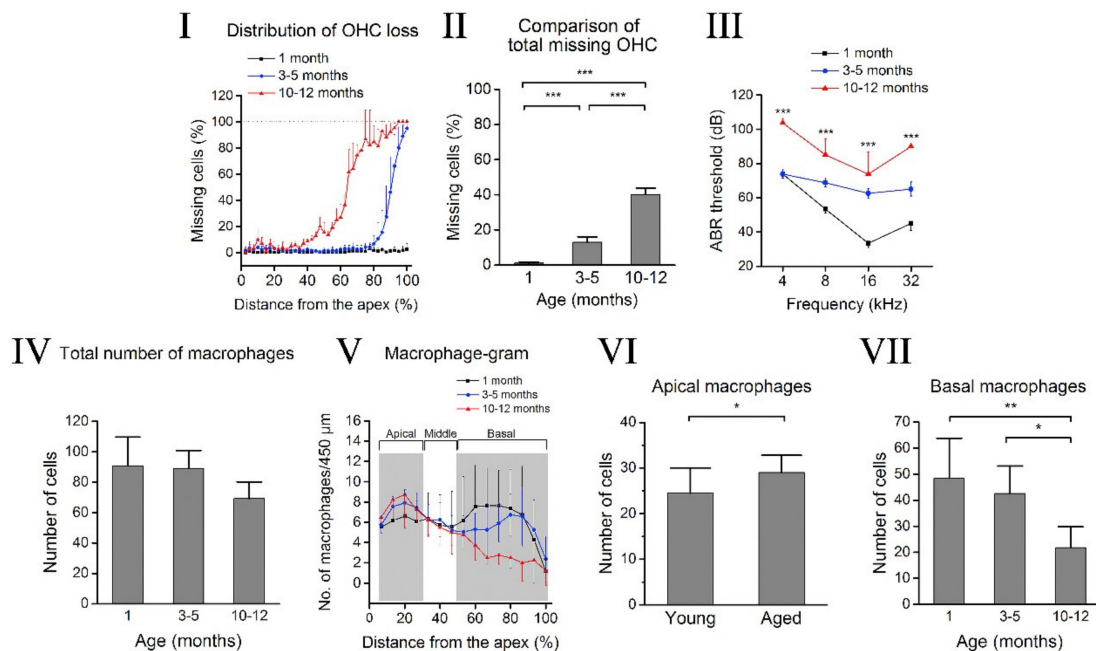 I
Distribution of OHC loss
1 month
3-5 months
10-12 months
Missing cells (%)
100
80
60
40
20
0
0 20 40 60 80 100
Distance from the apex (%)
II
Comparison of
total missing OHC
***
*** ***
Missing cells (%)
100
80
60
40
20
0
1 3-5 10-12
Age (months)
III
1 month
3-5 months
10-12 months
*** *** *** ***
ABR threshold (dB)
120
100
80
60
40
20
4 8 16 32
Frequency (kHz)
IV
Total number of macrophages
Number of cells
120
100
80
60
40
20
0
1 3-5 10-12
Age (months)
V
Macrophage-gram
1 month
3-5 months
10-12 months
Apical Middle Basal
No. of macrophages/450 μm
16
14
12
10
8
6
4
2
0
0 20 40 60 80 100
Distance from the apex (%)
VI
Apical macrophages
*
Number of cells
40
30
20
10
0
Young Aged
VII
Basal macrophages
**
*
Number of cells
70
60
50
40
30
20
10
0
1 3-5 10-12
Age (months)